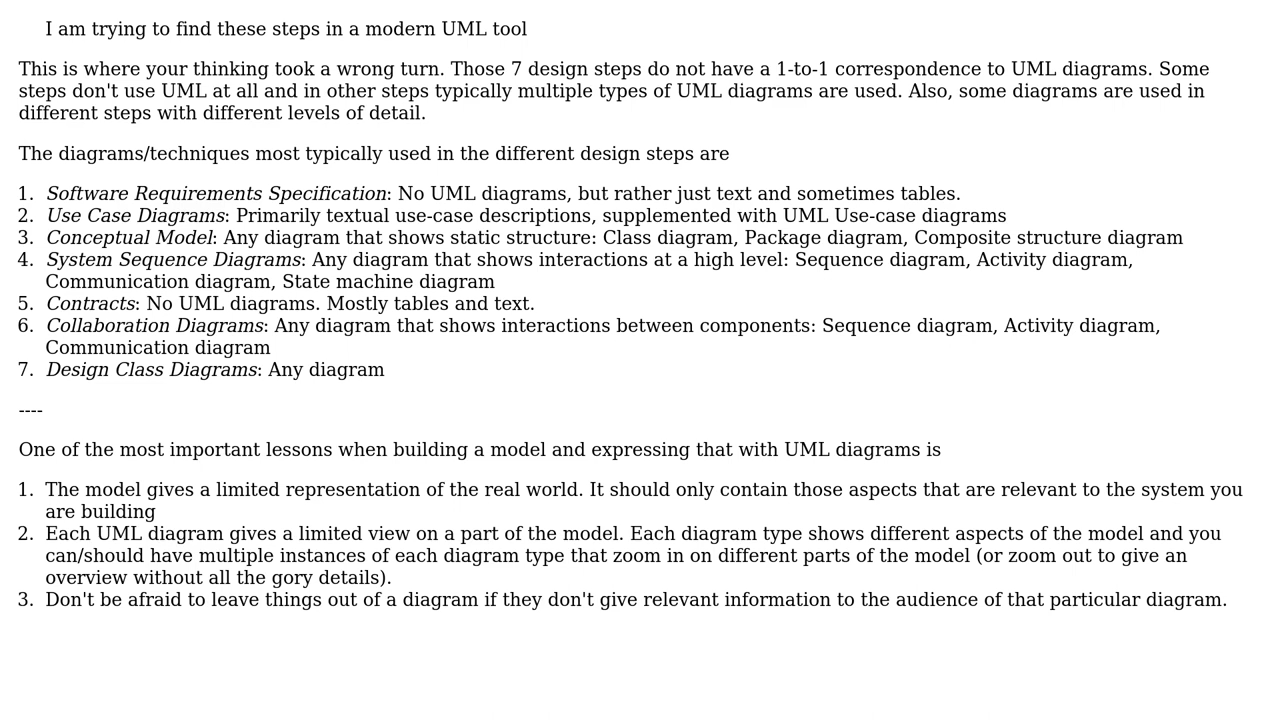 I am trying to find these steps in a modern UML tool
This is where your thinking took a wrong turn. Those 7 design steps do not have a 1-to-1 correspondence to UML diagrams. Some
steps don't use UML at all and in other steps typically multiple types of UML diagrams are used. Also, some diagrams are used in
different steps with different levels of detail.
The diagrams/techniques most typically used in the different design steps are
1. Software Requirements Specification: No UML diagrams, but rather just text and sometimes tables.
2. Use Case Diagrams: Primarily textual use-case descriptions, supplemented with UML Use-case diagrams
3. Conceptual Model: Any diagram that shows static structure: Class diagram, Package diagram, Composite structure diagram
4. System Sequence Diagrams: Any diagram that shows interactions at a high level: Sequence diagram, Activity diagram,
Communication diagram, State machine diagram
5. Contracts: No UML diagrams. Mostly tables and text.
6. Collaboration Diagrams: Any diagram that shows interactions between components: Sequence diagram, Activity diagram,
Communication diagram
7. Design Class Diagrams: Any diagram
----
One of the most important lessons when building a model and expressing that with UML diagrams is
1. The model gives a limited representation of the real world. It should only contain those aspects that are relevant to the system you
are building
2. Each UML diagram gives a limited view on a part of the model. Each diagram type shows different aspects of the model and you
can/should have multiple instances of each diagram type that zoom in on different parts of the model (or zoom out to give an
overview without all the gory details).
3. Don't be afraid to leave things out of a diagram if they don't give relevant information to the audience of that particular diagram.